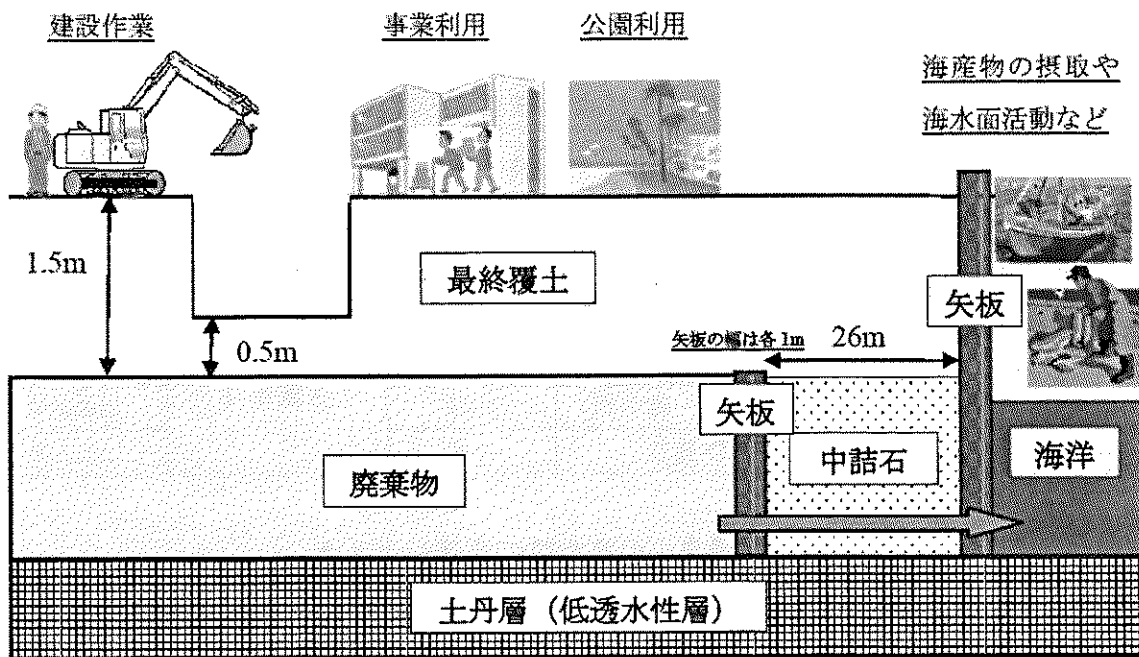 建設作業
事業利用
公園利用
海産物の摂取や
海水面活動など
1.5m
最終覆土
矢板
0.5m
矢板の幅は各1m
26m
矢板
中詰石
海洋
廃棄物
土丹層（低透水性層）